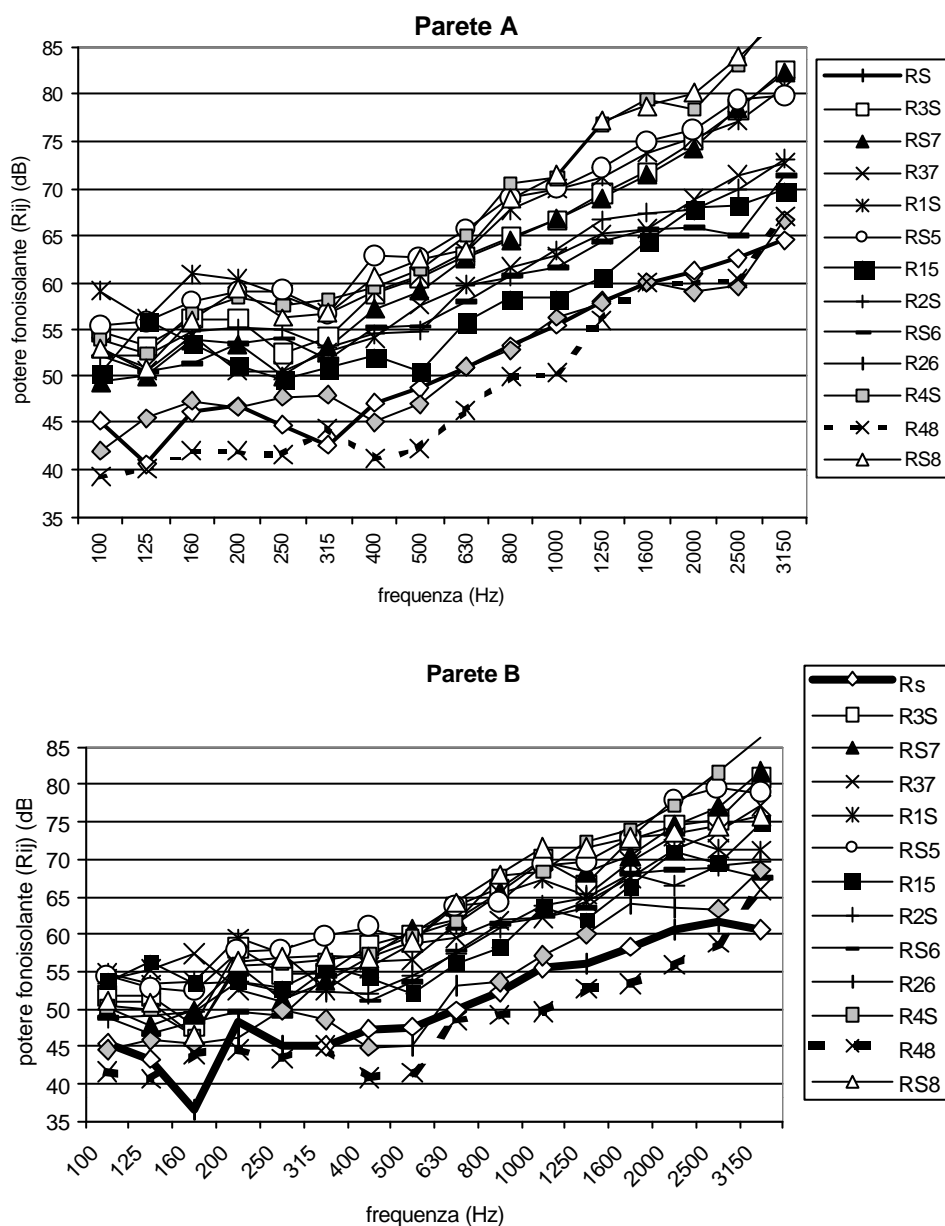 Parete A
potere fonoisolante (Rij) (dB)
85
80
75
70
65
60
55
50
45
40
35
100
125
160
200
250
315
400
500
630
800
1000
1250
1600
2000
2500
3150
frequenza (Hz)
RS
R3S
RS7
R37
R1S
RS5
R15
R2S
RS6
R26
R4S
R48
RS8
Parete B
potere fonoisolante (Rij) (dB
85
80
75
70
65
60
55
50
45
40
35
100
125
160
200
250
315
400
500
630
800
1000
1250
1600
2000
2500
3150
frequenza (Hz)
Rs
R3S
RS7
R37
R1S
RS5
R15
R2S
RS6
R26
R4S
R48
RS8